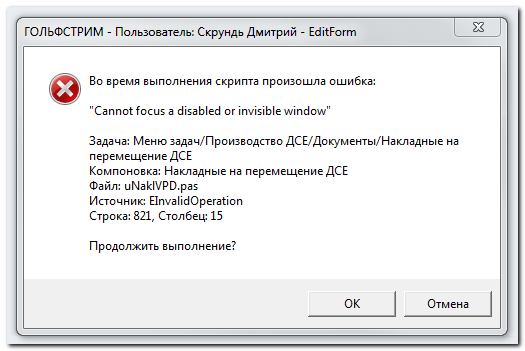 ГОЛЬФСТРИМ - Пользователь: Скрундь Дмитрий - EditForm
Во время выполнения скрипта произошла ошибка:
"Cannot focus a disabled or invisible window"
Задача: Меню задач/Производство ДСЕ/Документы/Накладные на
перемещение ДСЕ
Компоновка: Накладные на перемещение ДСЕ
Файл: uNaklVPD.pas
Источник: EInvalidOperation
Строка: 821, Столбец: 15
Продолжить выполнение?
OK
Отмена